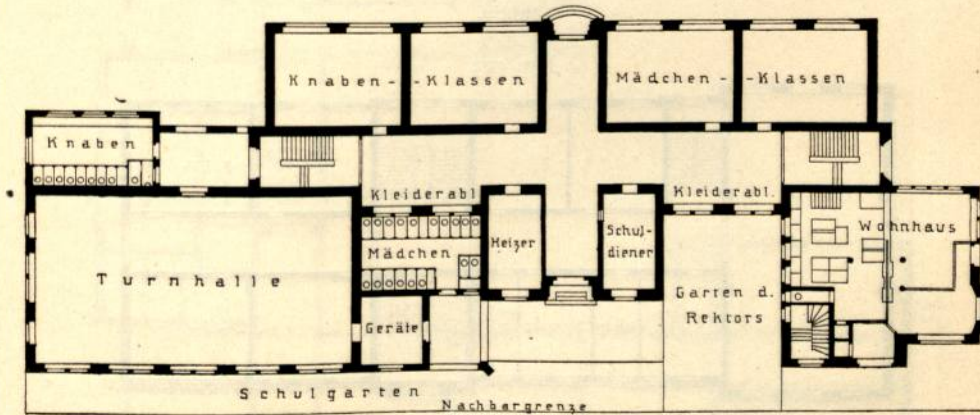 Knaben- -Klassen
Mädchen- -Klassen
Knaben
Kleiderabl
Kleiderabl.
Wohnhaus
Mädchen
Heizer
Schul-
diener
Turnhalle
Garten d.
Rektors
Geräte
Schulgarten
Nachbargrenze